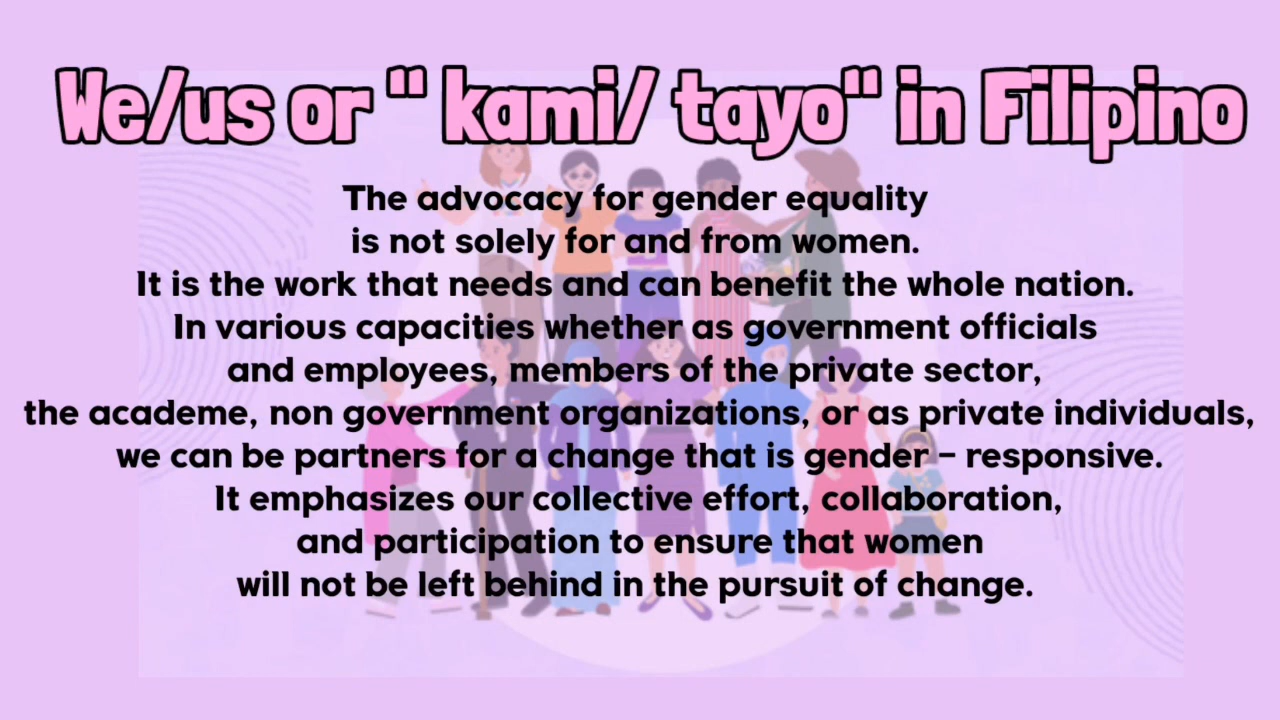 We/us or " kami/ tayo" in Filipino
The advocacy for gender equality
is not solely for and from women.
It is the work that needs and can benefit the whole nation.
In various capacities whether as government officials
and employees, members of the private sector,
the academe, non government organizations, or as private individuals,
we can be partners for a change that is gender - responsive.
It emphasizes our collective effort, collaboration,
and participation to ensure that women
will not be left behind in the pursuit of change.